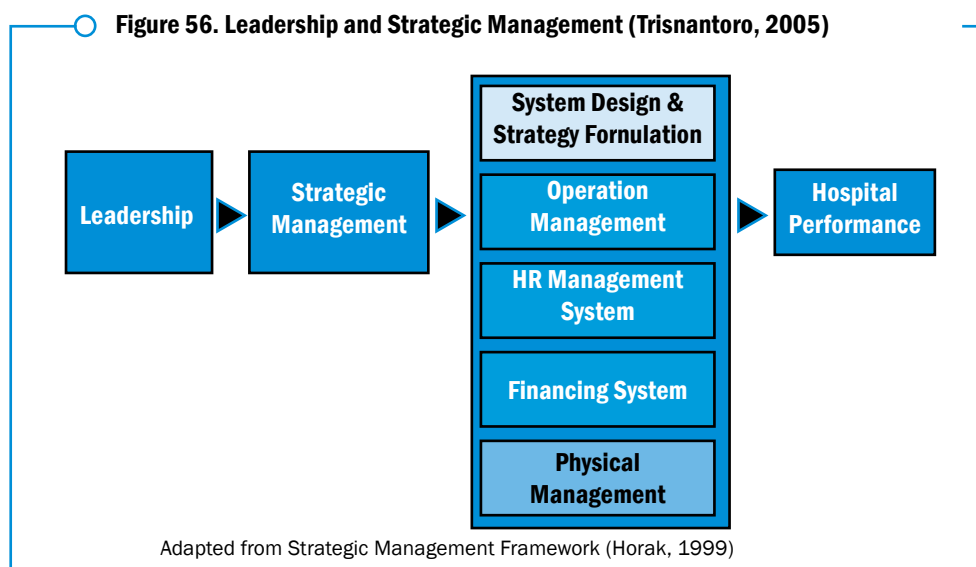 Figure 56. Leadership and Strategic Management (Trisnantoro, 2005)
Leadership
Strategic
Management
System Design &
Strategy Fornulation
Operation
Management
HR Management
System
Financing System
Physical
Management
Hospital
Performance
Adapted from Strategic Management Framework (Horak, 1999)